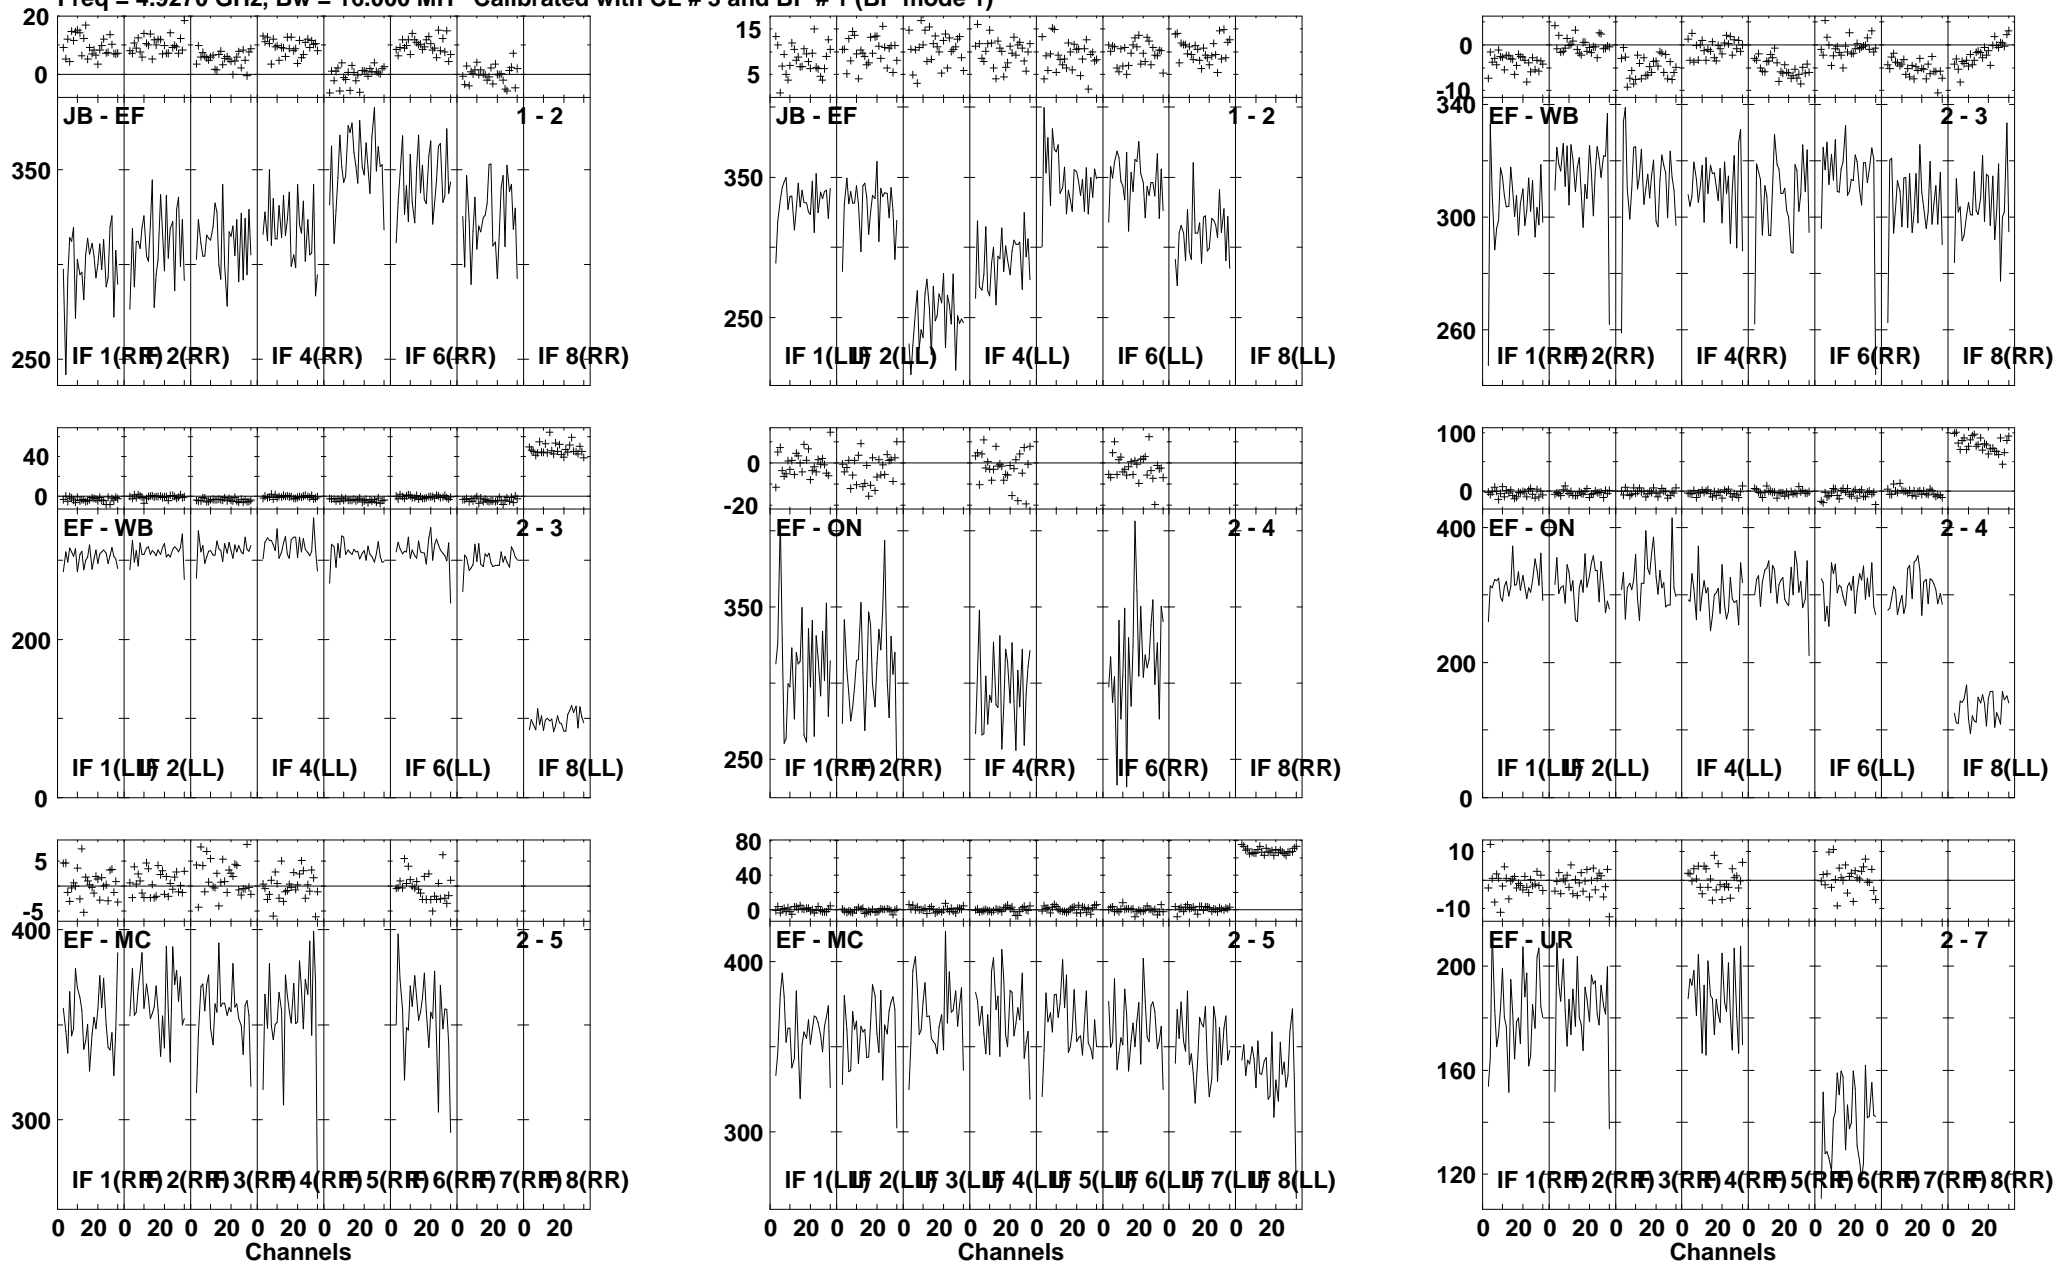 Freq = 4.9270 GHz, Bw = 16.000 MH Calibrated with CL # 3 and BP # 1 (BP mode 1)
20
0
JB - EF 1 - 2
350
250
IF 1(RR) IF 2(RR) IF 4(RR) IF 6(RR) IF 8(RR)
15
5
JB - EF 1 - 2
350
250
IF 1(LL) IF 2(LL) IF 4(LL) IF 6(LL) IF 8(LL)
0
-10
340
EF - WB 2 - 3
300
260
IF 1(RR) IF 2(RR) IF 4(RR) IF 6(RR) IF 8(RR)
40
0
EF - WB 2 - 3
200
IF 1(LL) IF 2(LL) IF 4(LL) IF 6(LL) IF 8(LL)
0
0
-20
EF - ON 2 - 4
350
250
IF 1(RR) IF 2(RR) IF 4(RR) IF 6(RR) IF 8(RR)
100
0
400
EF - ON 2 - 4
200
IF 1(LL) IF 2(LL) IF 4(LL) IF 6(LL) IF 8(LL)
0
5
-5
400
EF - MC 2 - 5
300
IF 1(RR) IF 2(RR) IF 3(RR) IF 4(RR) IF 5(RR) IF 6(RR) IF 7(RR) IF 8(RR)
0 20 0 20 0 20 0 20 0 20 0 20 0 20 0 20
Channels
80
40
0
EF - MC 2 - 5
400
300
IF 1(LL) IF 2(LL) IF 3(LL) IF 4(LL) IF 5(LL) IF 6(LL) IF 7(LL) IF 8(LL)
0 20 0 20 0 20 0 20 0 20 0 20 0 20 0 20
Channels
10
0
-10
EF - UR 2 - 7
200
160
120
IF 1(RR) IF 2(RR) IF 3(RR) IF 4(RR) IF 5(RR) IF 6(RR) IF 7(RR) IF 8(RR)
0 20 0 20 0 20 0 20 0 20 0 20 0 20 0 20
Channels